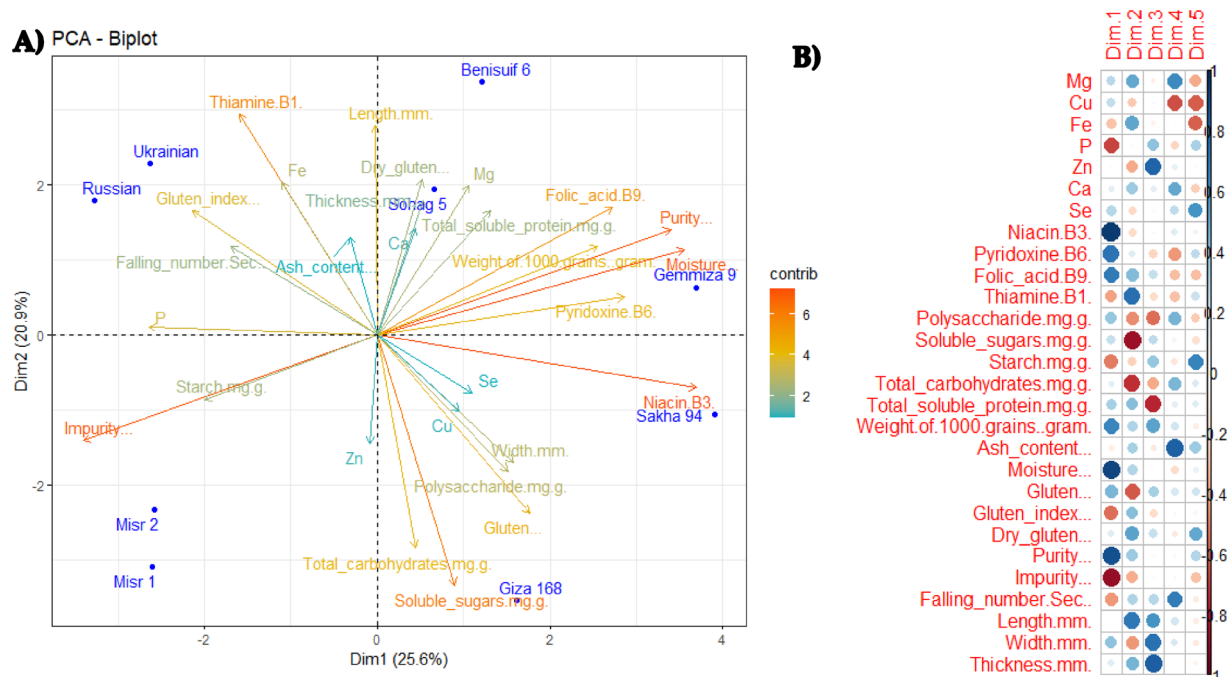 A) PCA - Biplot
Benisuif 6
Thiamine.B1.
Length.mm.
Ukrainian
Dry_gluten...
Fe
Mg
Russian
Gluten_index...
Thickness.mm.
Sohag 5
Folic_acid.B9.
Purity...
Total_soluble_protein.mg.g.
Ca
Falling_number.Sec..
Ash_content...
Weight.of.1000.grains..gram.
Moisture...
Gemmiza 9
P
Pyridoxine.B6.
Starch.mg.g.
Se
Niacin.B3.
Sakha 94
Impurity...
Cu
Zn
Width.mm.
Polysaccharide.mg.g.
Misr 2
Gluten...
Total_carbohydrates.mg.g.
Misr 1
Giza 168
Soluble_sugars.mg.g.
2
0
-2
-2
0
2
4
Dim1 (25.6%)
Dim2 (20.9%)
contrib
6
4
2
B)
Dim.1
Dim.2
Dim.3
Dim.4
Dim.5
Mg
Cu
Fe
P
Zn
Ca
Se
Niacin.B3.
Pyridoxine.B6.
Folic_acid.B9.
Thiamine.B1.
Polysaccharide.mg.g.
Soluble_sugars.mg.g.
Starch.mg.g.
Total_carbohydrates.mg.g.
Total_soluble_protein.mg.g.
Weight.of.1000.grains..gram.
Ash_content...
Moisture...
Gluten...
Gluten_index...
Dry_gluten...
Purity...
Impurity...
Falling_number.Sec..
Length.mm.
Width.mm.
Thickness.mm.
1
0.8
0.6
0.4
0.2
0
-0.2
-0.4
-0.6
-0.8
-1